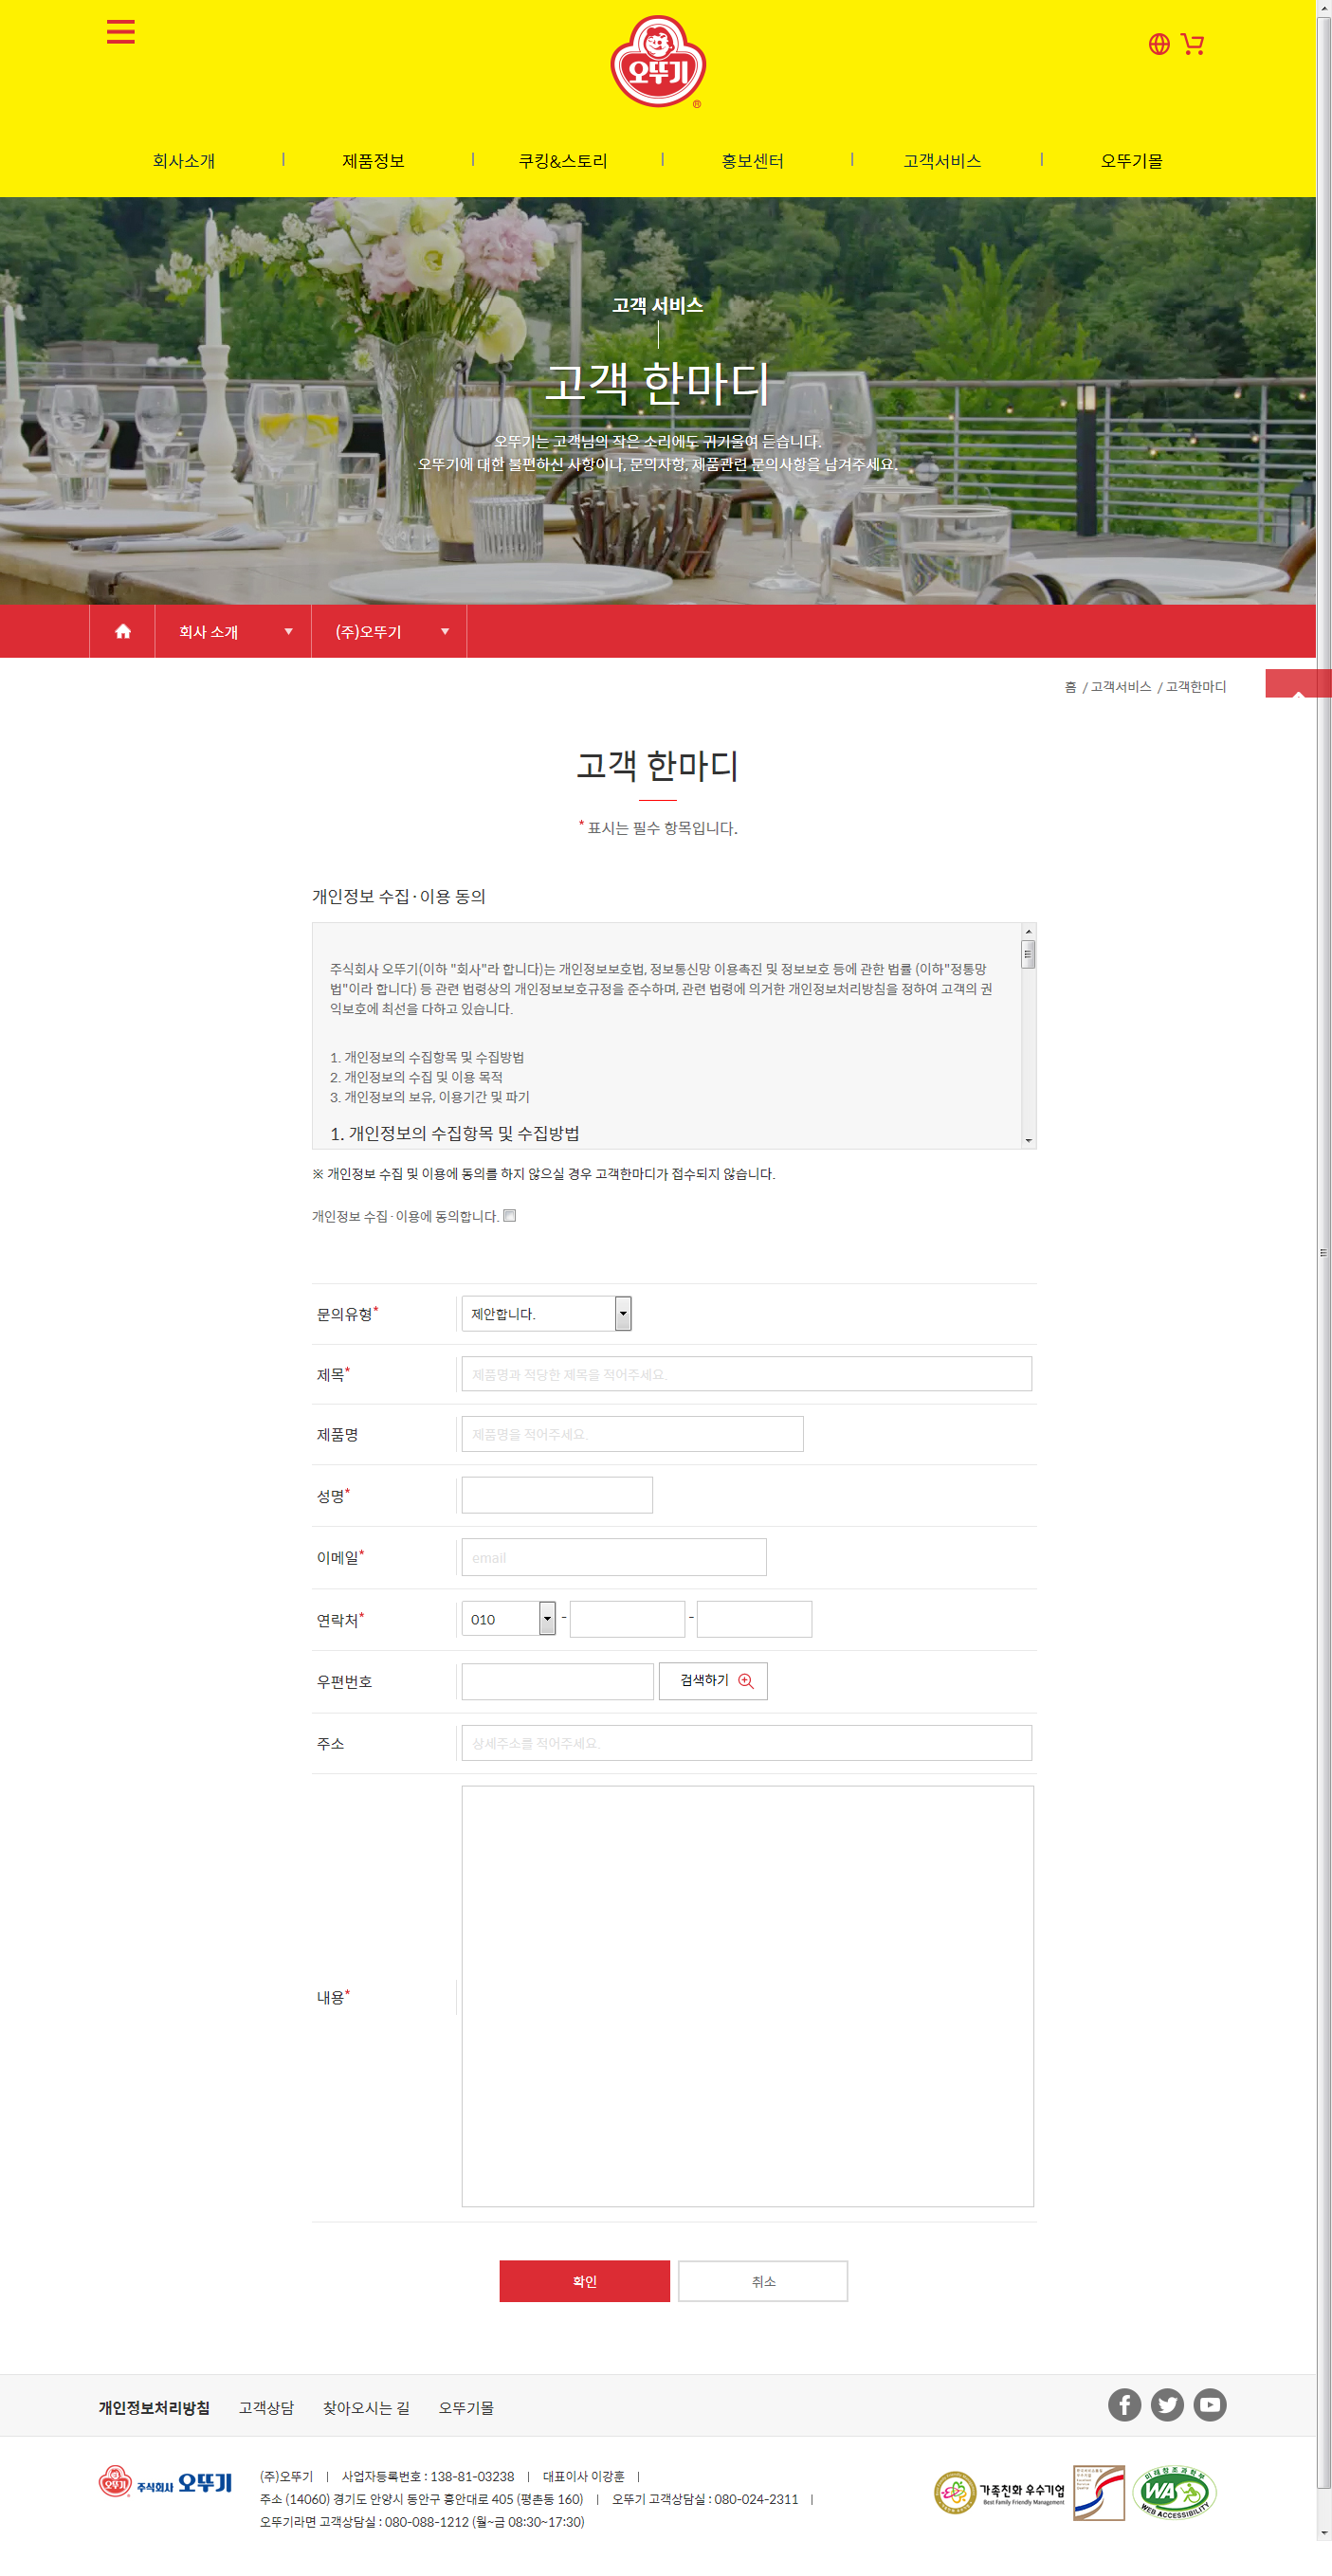 오뚜기
®
회사소개
제품정보
쿠킹&스토리
홍보센터
고객서비스
오뚜기몰
고객 서비스
고객 한마디
오뚜기는 고객님의 작은 소리에도 귀기울여 듣습니다.
오뚜기에 대한 불편하신 사항이나, 문의사항, 제품관련 문의사항을 남겨주세요.
회사 소개
(주)오뚜기
홈 / 고객서비스 / 고객한마디
고객 한마디
* 표시는 필수 항목입니다.
개인정보 수집·이용 동의
주식회사 오뚜기(이하 "회사"라 합니다)는 개인정보보호법, 정보통신망 이용촉진 및 정보보호 등에 관한 법률 (이하"정통망
법"이라 합니다) 등 관련 법령상의 개인정보보호규정을 준수하며, 관련 법령에 의거한 개인정보처리방침을 정하여 고객의 권
익보호에 최선을 다하고 있습니다.
1. 개인정보의 수집항목 및 수집방법
2. 개인정보의 수집 및 이용 목적
3. 개인정보의 보유, 이용기간 및 파기
1. 개인정보의 수집항목 및 수집방법
※ 개인정보 수집 및 이용에 동의를 하지 않으실 경우 고객한마디가 접수되지 않습니다.
개인정보 수집·이용에 동의합니다.
문의유형* 제안합니다.
제목* 제품명과 적당한 제목을 적어주세요.
제품명 제품명을 적어주세요.
성명*
이메일* email
연락처* 010 - -
우편번호 검색하기
주소 상세주소를 적어주세요.
내용*
확인 취소
개인정보처리방침 고객상담 찾아오시는 길 오뚜기몰
오뚜기 주식회사 오뚜기
(주)오뚜기 | 사업자등록번호 : 138-81-03238 | 대표이사 이강훈 |
주소 (14060) 경기도 안양시 동안구 흥안대로 405 (평촌동 160) | 오뚜기 고객상담실 : 080-024-2311 |
오뚜기라면 고객상담실 : 080-088-1212 (월~금 08:30~17:30)
가족친화 우수기업
Best Family Friendly Management
미래창조과학부
WA
WEB ACCESSIBILITY